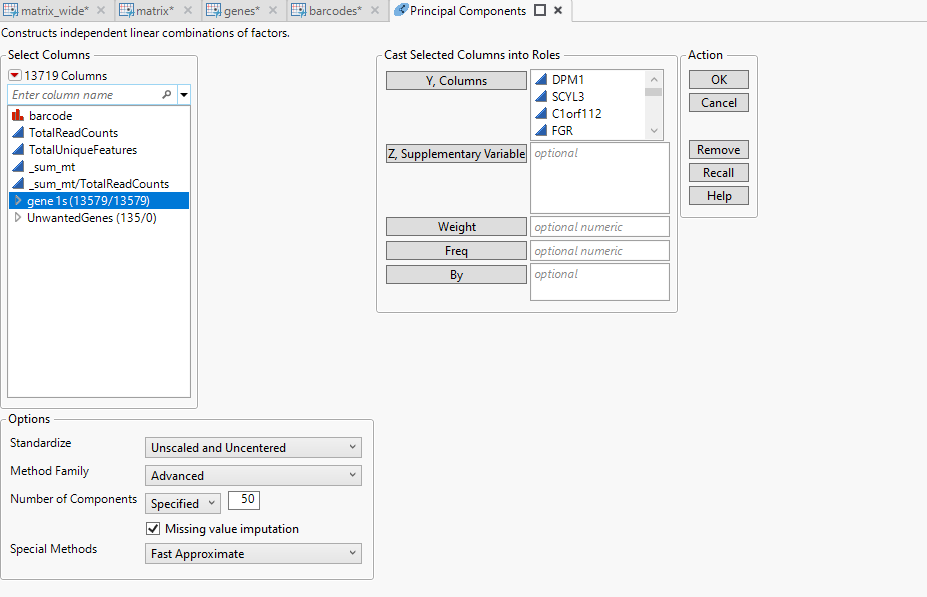 matrix_wide* matrix* genes* barcodes* Principal Components
Constructs independent linear combinations of factors.
Select Columns
13719 Columns
Enter column name
barcode
TotalReadCounts
TotalUniqueFeatures
_sum_mt
_sum_mt/TotalReadCounts
gene 1s (13579/13579)
UnwantedGenes (135/0)
Cast Selected Columns into Roles
Y, Columns
DPM1
SCYL3
C1orf112
FGR
Z, Supplementary Variable
optional
Weight
optional numeric
Freq
optional numeric
By
optional
Action
OK
Cancel
Remove
Recall
Help
Options
Standardize
Unscaled and Uncentered
Method Family
Advanced
Number of Components
Specified
50
Missing value imputation
Special Methods
Fast Approximate